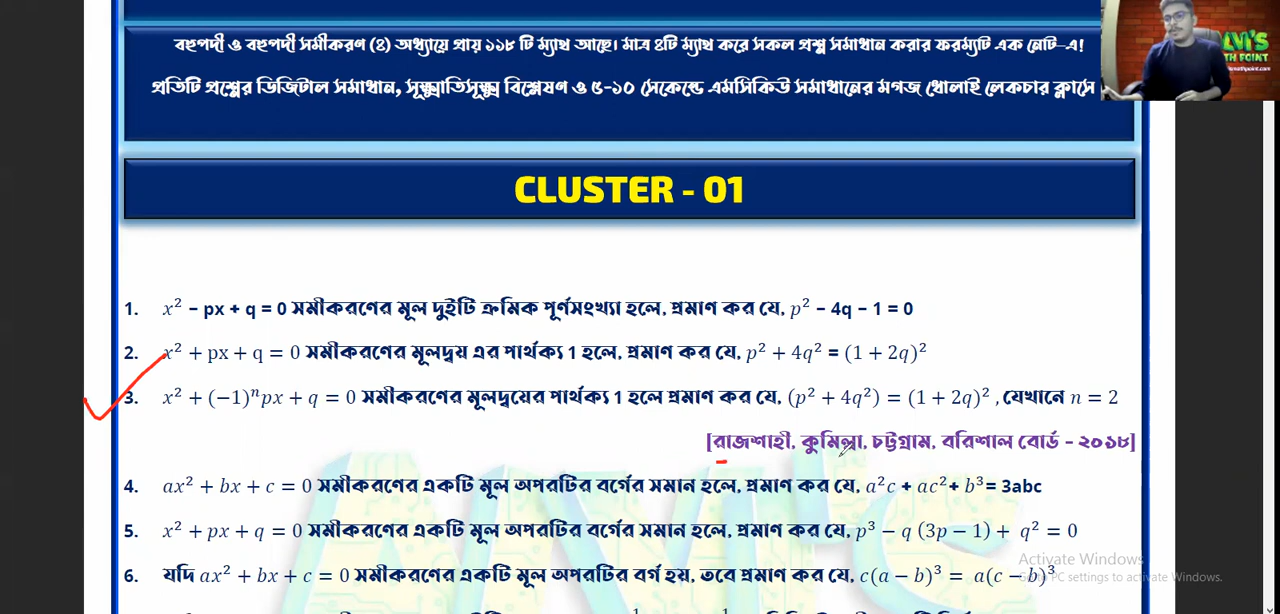 বহুপদী ও বহুপদী সমীকরণ (৪) অধ্যায়ে প্রায় ১১৮ টি ম্যাথ আছে। মাত্র ৪টি ম্যাথ করে সকল প্রশ্ন সমাধান করার ফরম্যাট এক নোট-এ!
প্রতিটি প্রশ্নের ডিজিটাল সমাধান, সূক্ষ্মাতিসূক্ষ্ম বিশ্লেষণ ও ৫-১০ সেকেন্ডে এমসিকিউ সমাধানের মগজ ধোলাই লেকচার ক্লাসে
CLUSTER - 01
1. x² – px + q = 0 সমীকরণের মূল দুইটি ক্রমিক পূর্ণসংখ্যা হলে, প্রমাণ কর যে, p² – 4q – 1 = 0
2. x² + px + q = 0 সমীকরণের মূলদ্বয় এর পার্থক্য 1 হলে, প্রমাণ কর যে, p² + 4q² = (1 + 2q)²
3. x² + (−1)ⁿpx + q = 0 সমীকরণের মূলদ্বয়ের পার্থক্য 1 হলে প্রমাণ কর যে, (p² + 4q²) = (1 + 2q)² , যেখানে n = 2
[রাজশাহী, কুমিল্লা, চট্টগ্রাম, বরিশাল বোর্ড - ২০১৮]
4. ax² + bx + c = 0 সমীকরণের একটি মূল অপরটির বর্গের সমান হলে, প্রমাণ কর যে, a²c + ac² + b³ = 3abc
5. x² + px + q = 0 সমীকরণের একটি মূল অপরটির বর্গের সমান হলে, প্রমাণ কর যে, p³ − q (3p − 1) + q² = 0
6. যদি ax² + bx + c = 0 সমীকরণের একটি মূল অপরটির বর্গ হয়, তবে প্রমাণ কর যে, c(a − b)³ = a(c − b)³
Activate Windows
Go to PC settings to activate Windows.